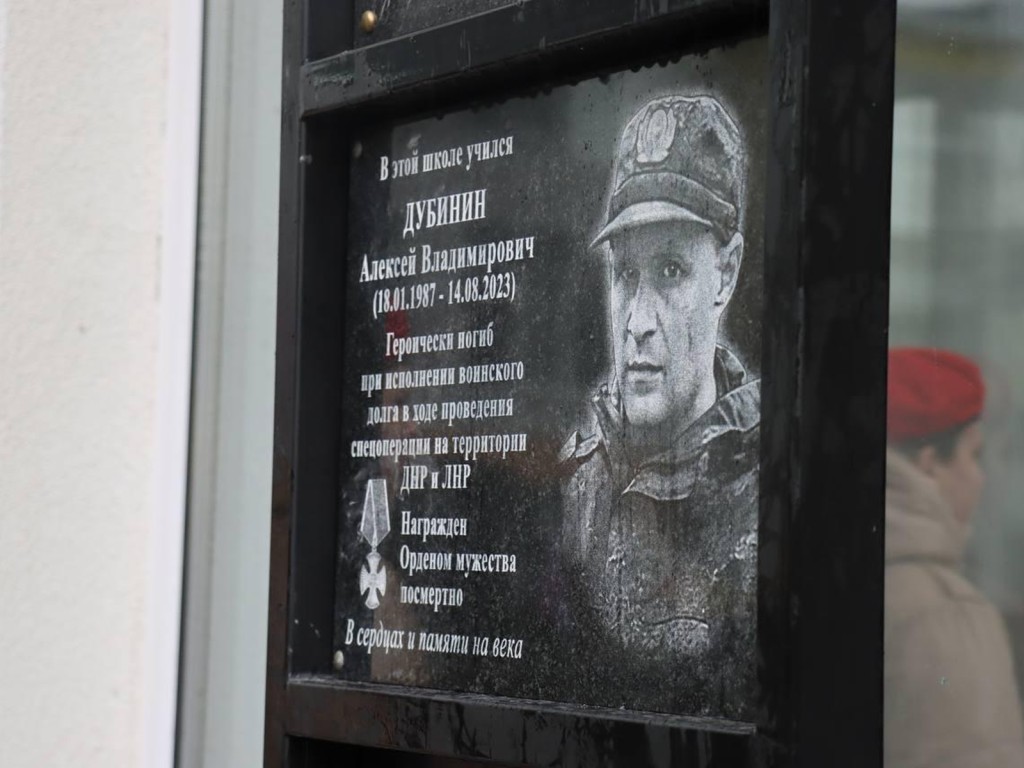 В этой школе учился
ДУБИНИН
Алексей Владимирович
(18.01.1987 - 14.08.2023)
Героически погиб
при исполнении воинского
долга в ходе проведения
спецоперации на территории
ДНР и ЛНР
Награжден
Орденом мужества
посмертно
В сердцах и памяти на века